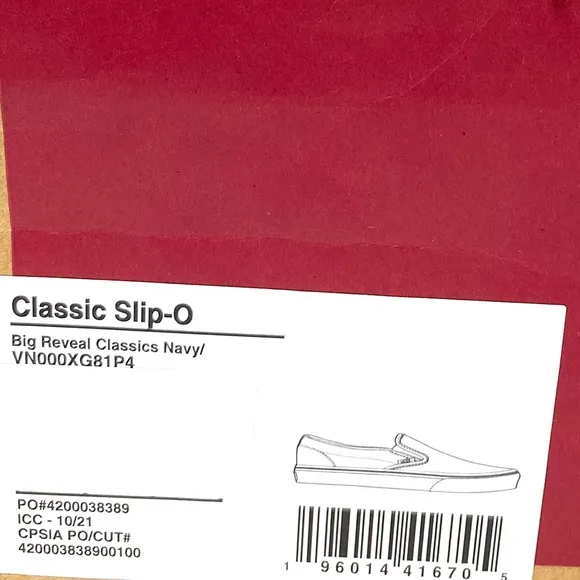 Classic Slip-O
Big Reveal Classics Navy/
VN000XG81P4
PO#4200038389
ICC - 10/21
CPSIA PO/CUT#
420003838900100
1 96014 41670 5